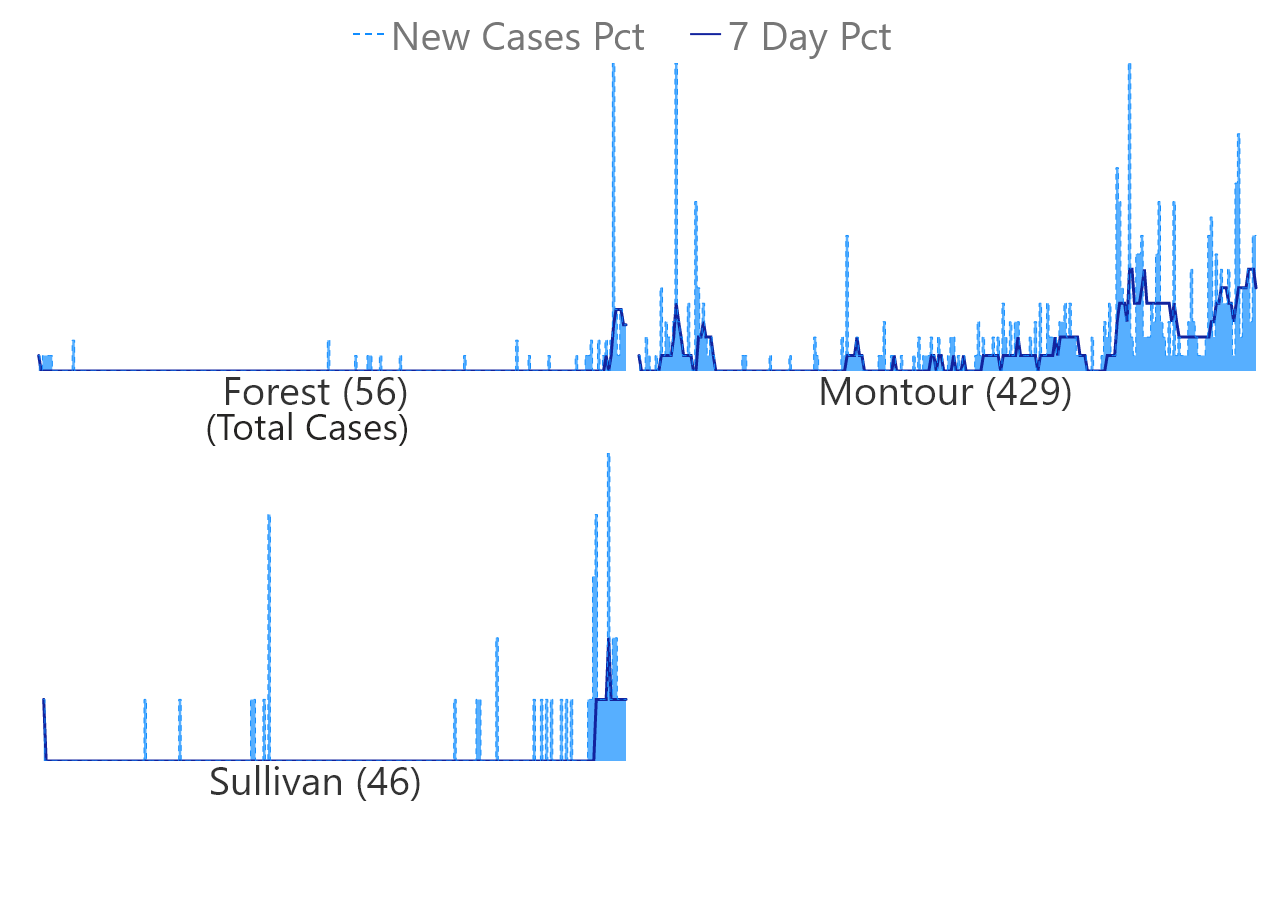 New Cases Pct 7 Day Pct
Forest (56)
(Total Cases)
Montour (429)
Sullivan (46)